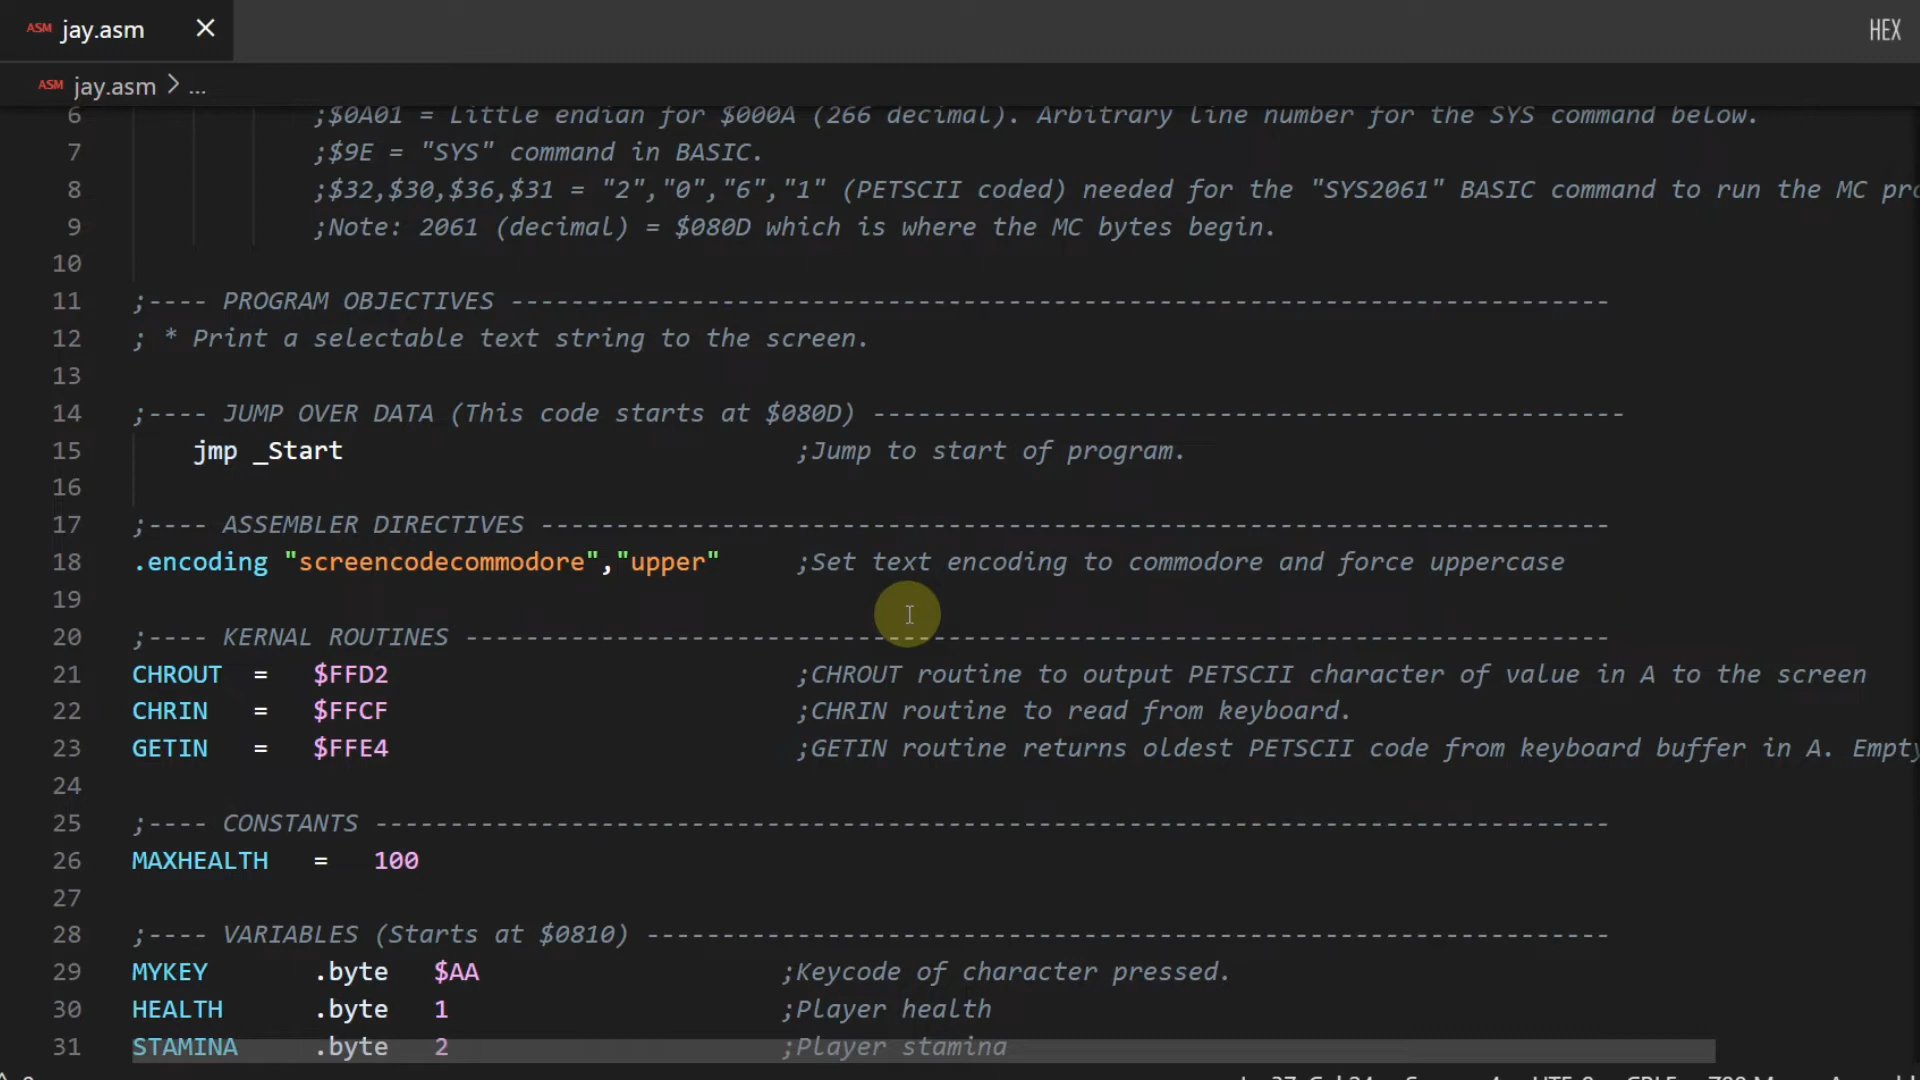 ASM jay.asm × HEX
ASM jay.asm > ...
6 ;$0A01 = Little endian for $000A (266 decimal). Arbitrary line number for the SYS command below.
7 ;$9E = "SYS" command in BASIC.
8 ;$32,$30,$36,$31 = "2","0","6","1" (PETSCII coded) needed for the "SYS2061" BASIC command to run the MC pro
9 ;Note: 2061 (decimal) = $080D which is where the MC bytes begin.
10
11 ;---- PROGRAM OBJECTIVES -------------------------------------------------------------------------
12 ; * Print a selectable text string to the screen.
13
14 ;---- JUMP OVER DATA (This code starts at $080D) --------------------------------------------------
15 jmp _Start ;Jump to start of program.
16
17 ;---- ASSEMBLER DIRECTIVES -----------------------------------------------------------------------
18 .encoding "screencodecommodore","upper" ;Set text encoding to commodore and force uppercase
19
20 ;---- KERNAL ROUTINES ----------------------------------------------------------------------------
21 CHROUT = $FFD2 ;CHROUT routine to output PETSCII character of value in A to the screen
22 CHRIN = $FFCF ;CHRIN routine to read from keyboard.
23 GETIN = $FFE4 ;GETIN routine returns oldest PETSCII code from keyboard buffer in A. Empty
24
25 ;---- CONSTANTS ----------------------------------------------------------------------------------
26 MAXHEALTH = 100
27
28 ;---- VARIABLES (Starts at $0810) ----------------------------------------------------------------
29 MYKEY .byte $AA ;Keycode of character pressed.
30 HEALTH .byte 1 ;Player health
31 STAMINA .byte 2 ;Player stamina